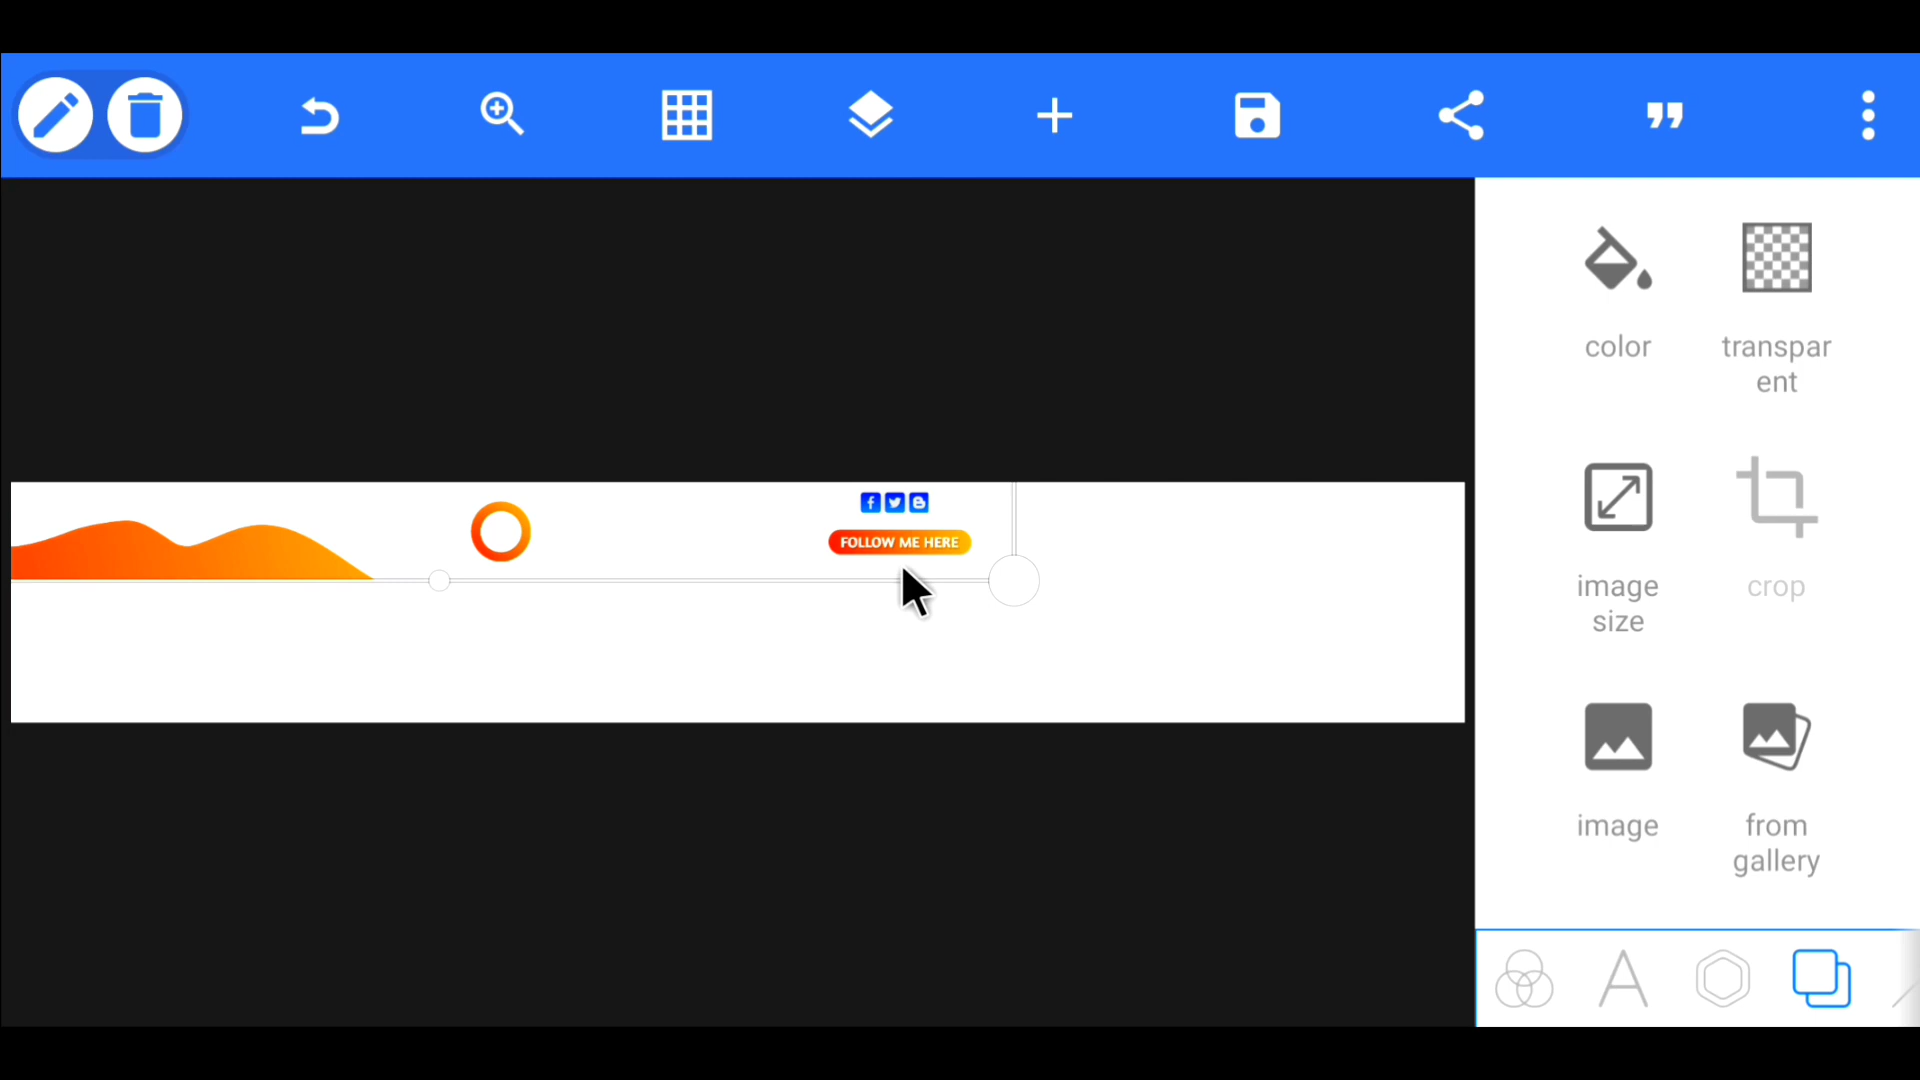 color
transpar
ent
FOLLOW ME HERE
image
size
crop
image
from
gallery